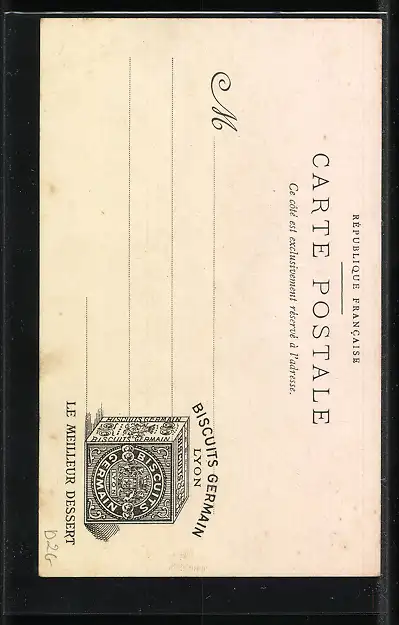 RÉPUBLIQUE FRANÇAISE
CARTE POSTALE
Ce côté est exclusivement réservé à l'adresse.
M
BISCUITS GERMAIN
LYON
BISCUITS GERMAIN
BISCUITS GERMAIN
BISCUITS
GERMAIN
LE MEILLEUR DESSERT
D2G